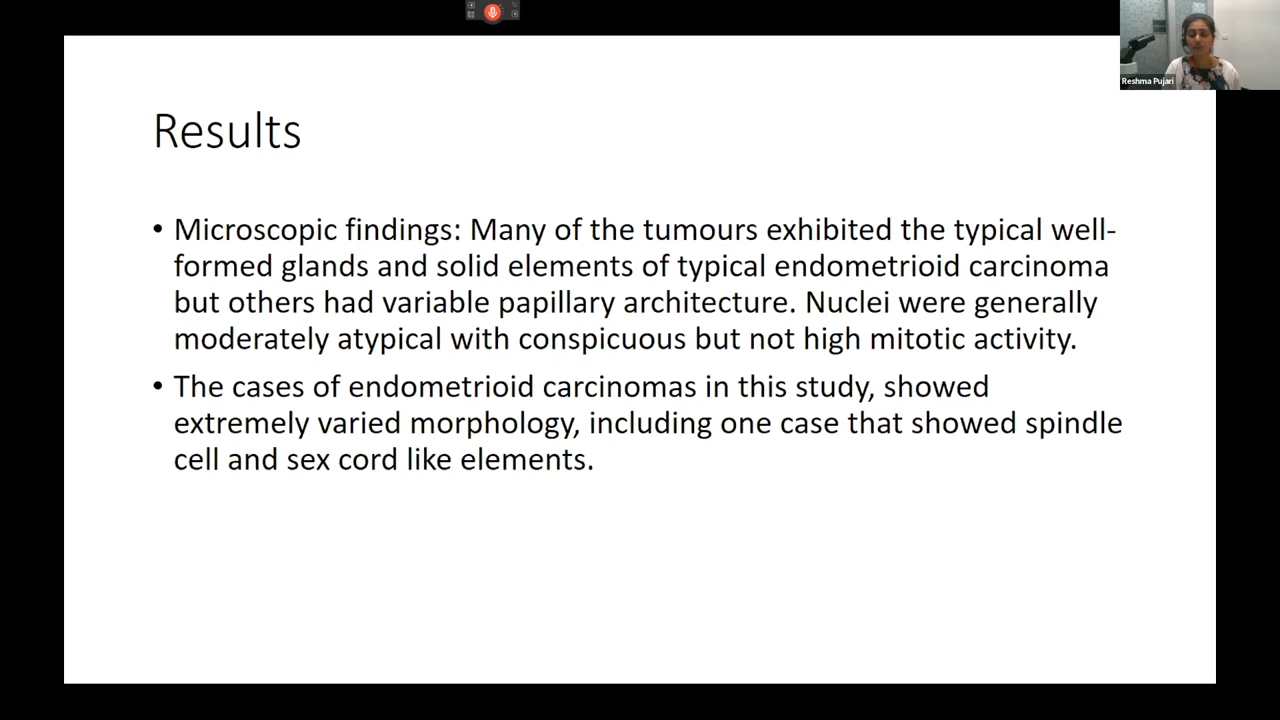 Reshma Pujari
Results
• Microscopic findings: Many of the tumours exhibited the typical well-
formed glands and solid elements of typical endometrioid carcinoma
but others had variable papillary architecture. Nuclei were generally
moderately atypical with conspicuous but not high mitotic activity.
• The cases of endometrioid carcinomas in this study, showed
extremely varied morphology, including one case that showed spindle
cell and sex cord like elements.